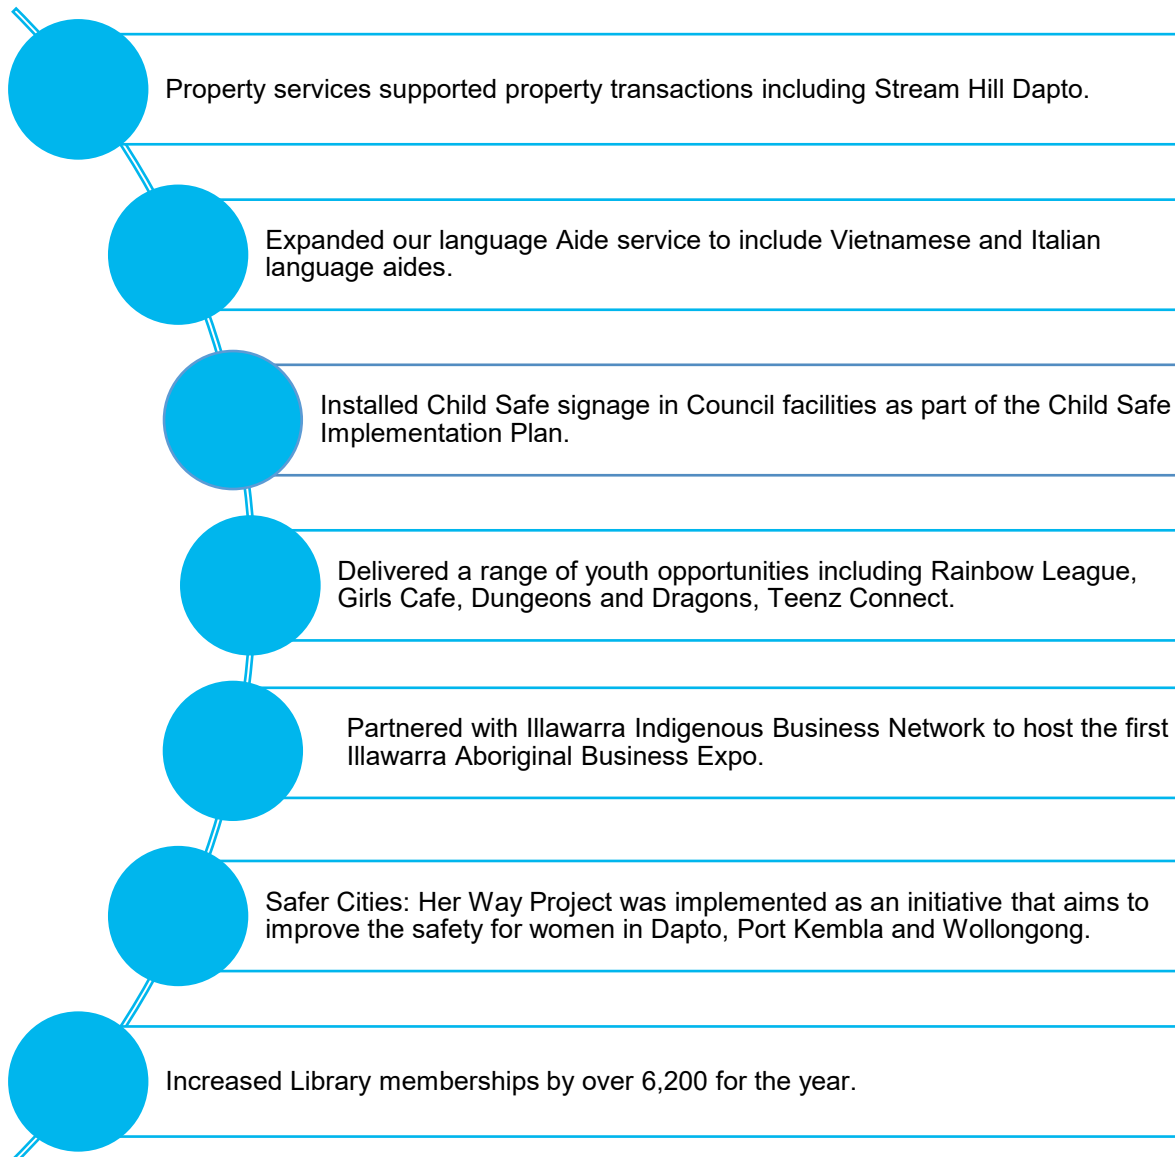 Property services supported property transactions including Stream Hill Dapto.
Expanded our language Aide service to include Vietnamese and Italian
language aides.
Installed Child Safe signage in Council facilities as part of the Child Safe
Implementation Plan.
Delivered a range of youth opportunities including Rainbow League,
Girls Cafe, Dungeons and Dragons, Teenz Connect.
Partnered with Illawarra Indigenous Business Network to host the first
Illawarra Aboriginal Business Expo.
Safer Cities: Her Way Project was implemented as an initiative that aims to
improve the safety for women in Dapto, Port Kembla and Wollongong.
Increased Library memberships by over 6,200 for the year.